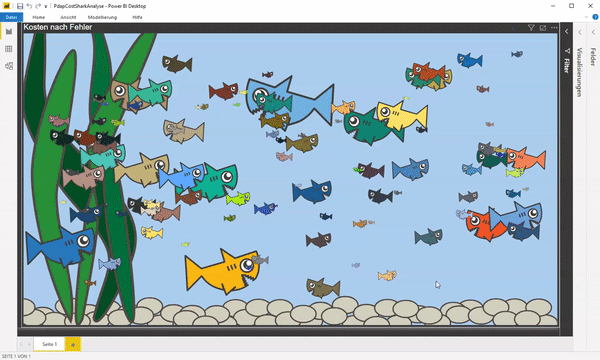 PdapCostSharkAnalyse - Power BI Desktop
Datei Start Ansicht Modellierung Hilfe
Kosten nach Fehler
Filter
Visualisierungen
Felder
Seite 1
SEITE 1 VON 1